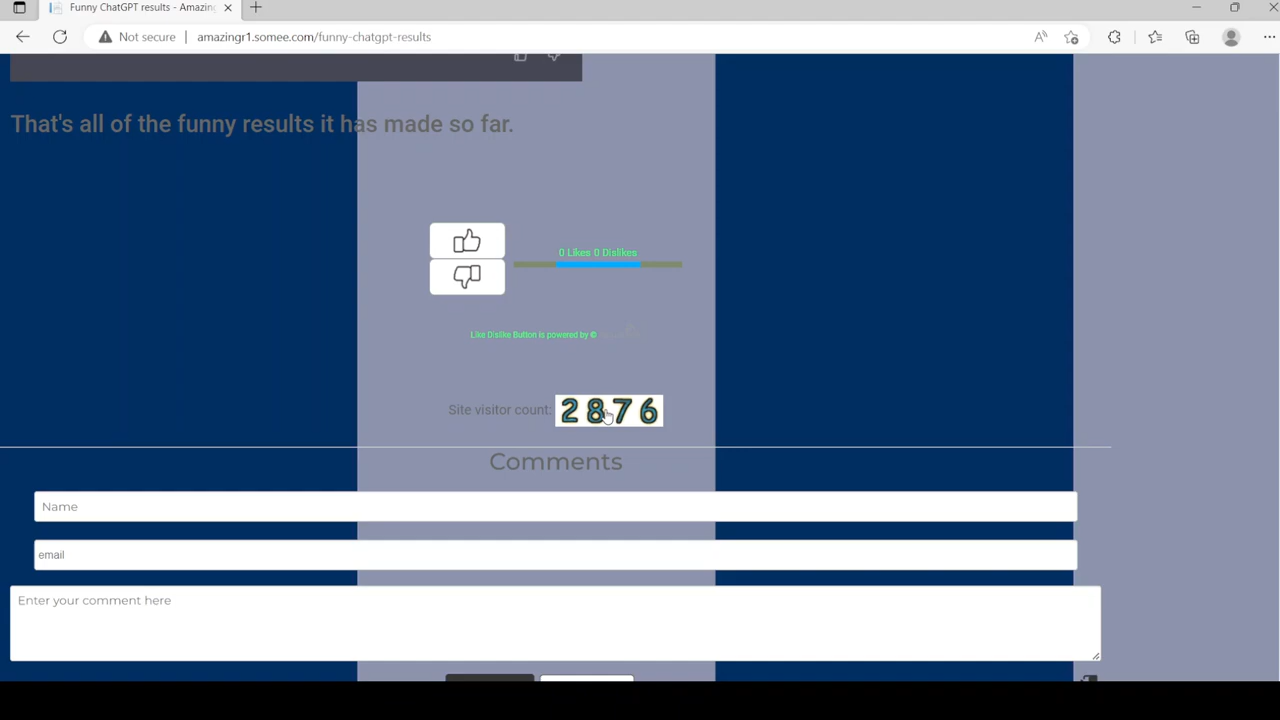 Funny ChatGPT results - Amazing
Not secure
amazingr1.somee.com/funny-chatgpt-results
That's all of the funny results it has made so far.
0 Likes 0 Dislikes
Like Dislike Button is powered by ©
Site visitor count: 2876
Comments
Name
email
Enter your comment here